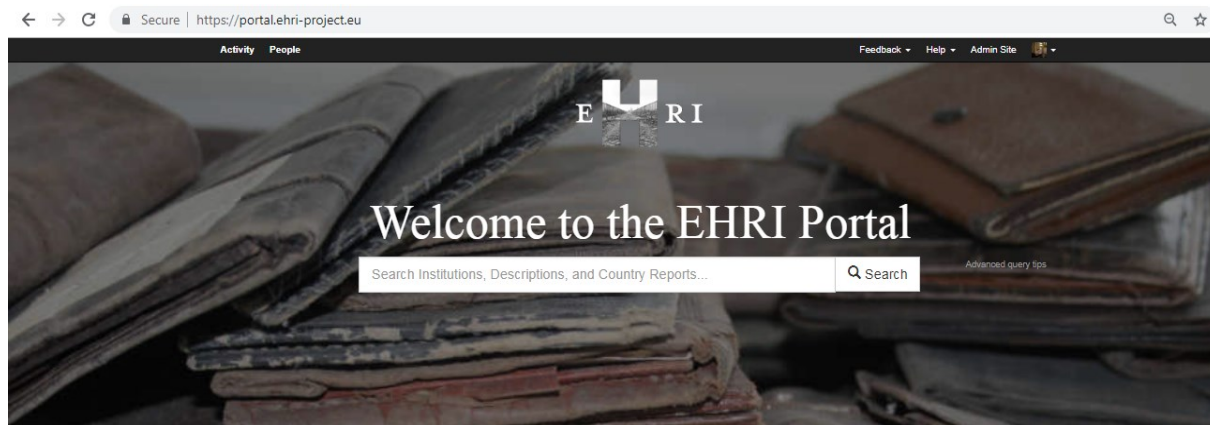 Secure | https://portal.ehri-project.eu
Activity People Feedback Help Admin Site
EHRI
Welcome to the EHRI Portal
Search Institutions, Descriptions, and Country Reports... Search
Advanced query tips